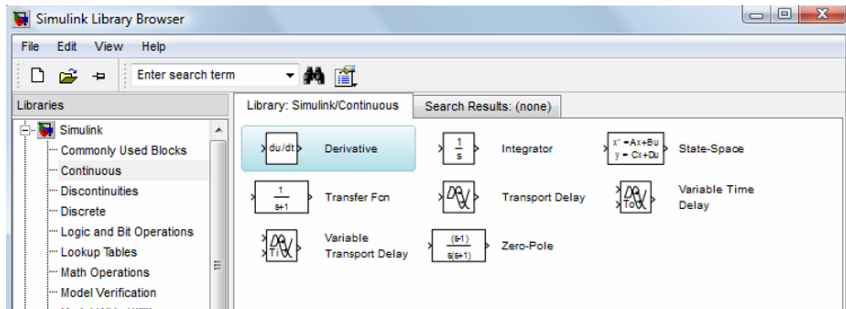 Simulink Library Browser
File Edit View Help
Enter search term
Libraries
Library: Simulink/Continuous
Search Results: (none)
Simulink
Commonly Used Blocks
Continuous
Discontinuities
Discrete
Logic and Bit Operations
Lookup Tables
Math Operations
Model Verification
du/dt
Derivative
1
s
Integrator
x' =Ax+Bu
y = Cx+Du
State-Space
1
s+1
Transfer Fcn
Transport Delay
To
Variable Time
Delay
Ti
Variable
Transport Delay
(s-1)
s(s+1)
Zero-Pole